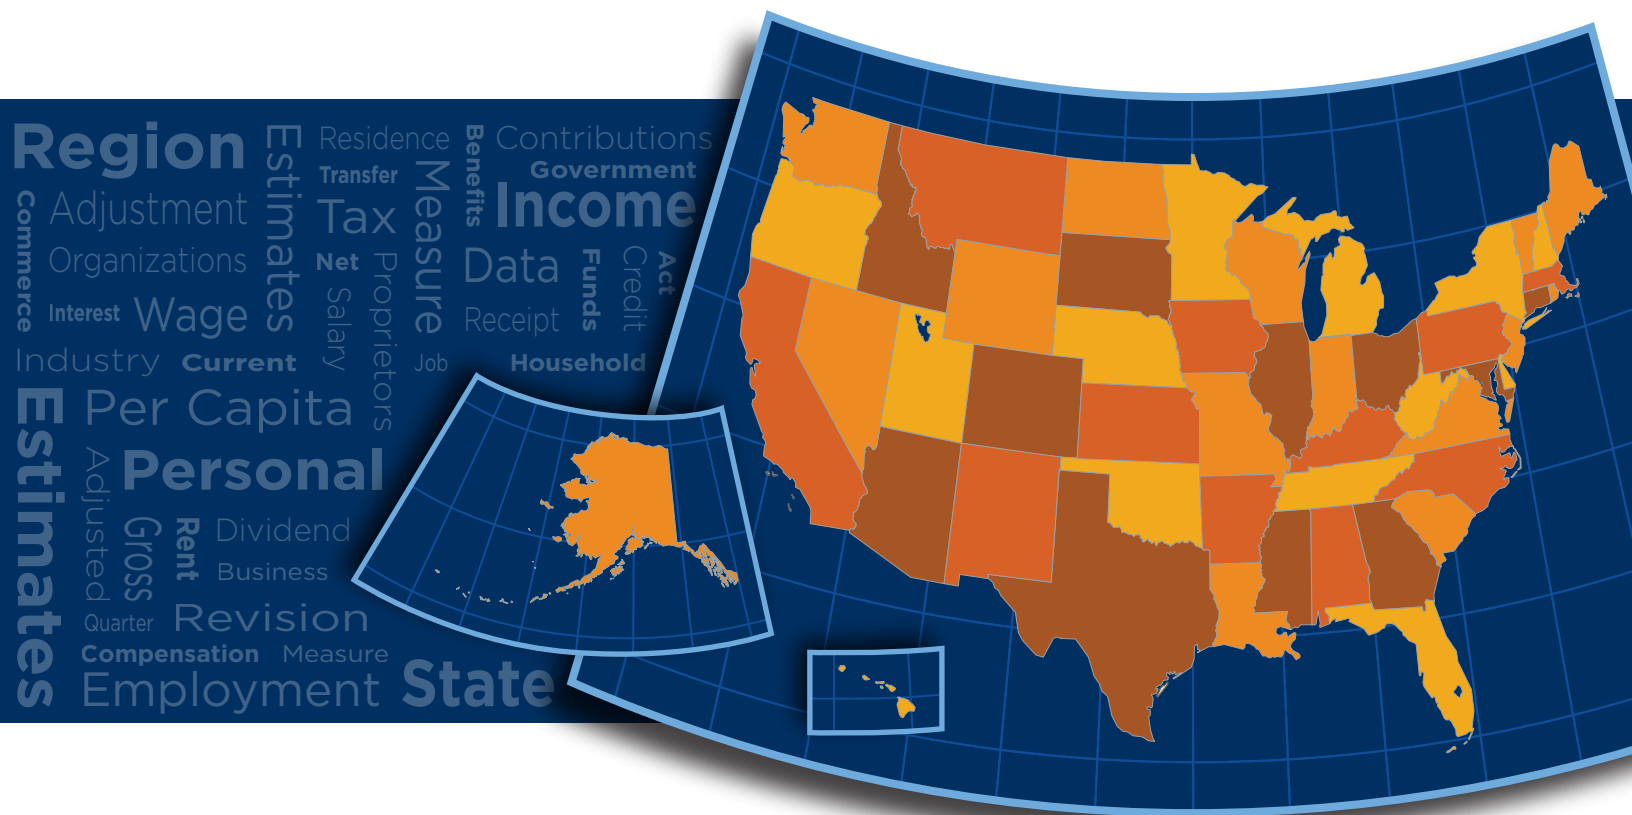 Region
Estimates
Residence
Benefits
Contributions
Transfer
Measure
Government
Commerce
Adjustment
Tax
Income
Organizations
Net
Proprietors
Data
Funds
Credit
Act
Interest
Wage
Salary
Receipt
Industry
Current
Job
Household
Estimates
Per Capita
Adjusted
Personal
Gross
Rent
Dividend
Business
Quarter
Revision
Compensation
Measure
Employment
State